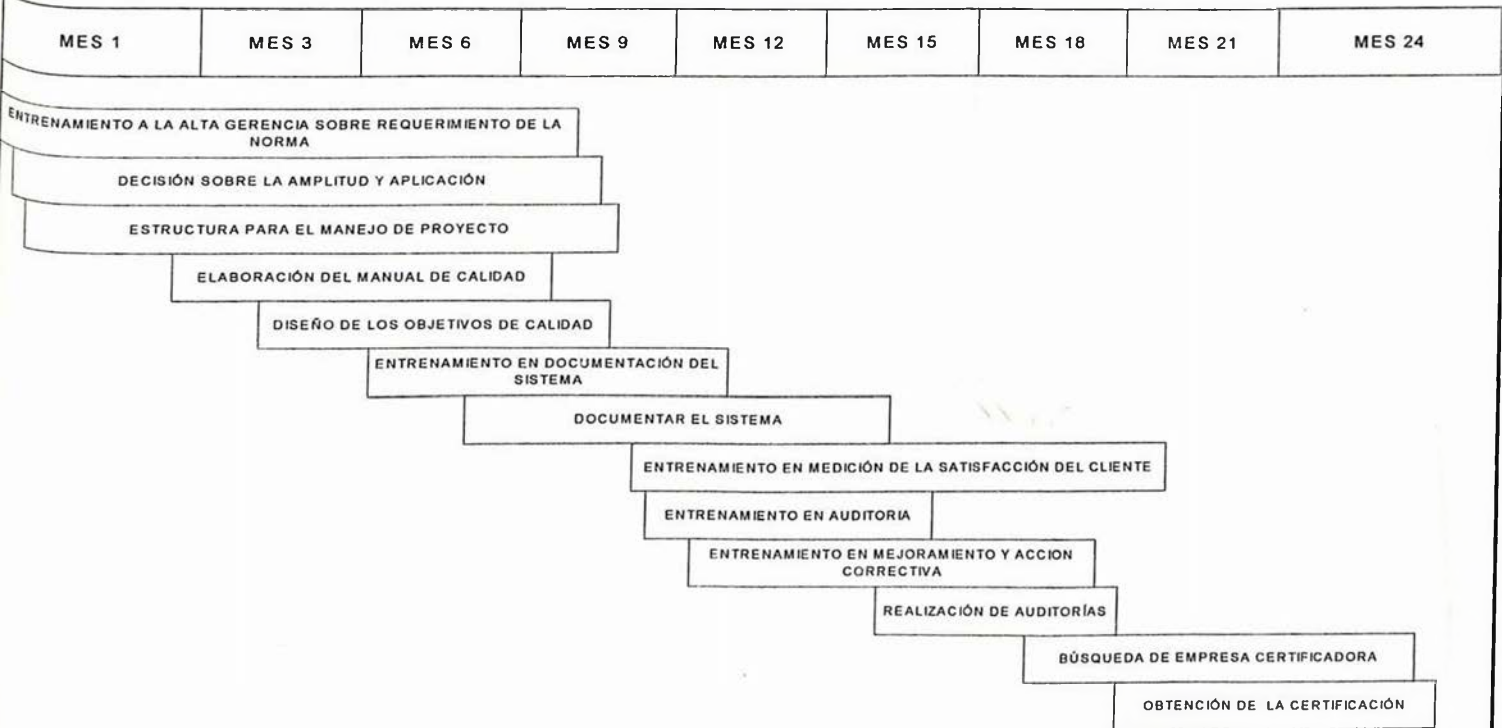 MES 1 MES 3 MES 6 MES 9 MES 12 MES 15 MES 18 MES 21 MES 24
ENTRENAMIENTO A LA ALTA GERENCIA SOBRE REQUERIMIENTO DE LA
NORMA
DECISIÓN SOBRE LA AMPLITUD Y APLICACIÓN
ESTRUCTURA PARA EL MANEJO DE PROYECTO
ELABORACIÓN DEL MANUAL DE CALIDAD
DISEÑO DE LOS OBJETIVOS DE CALIDAD
ENTRENAMIENTO EN DOCUMENTACIÓN DEL
SISTEMA
DOCUMENTAR EL SISTEMA
ENTRENAMIENTO EN MEDICIÓN DE LA SATISFACCIÓN DEL CLIENTE
ENTRENAMIENTO EN AUDITORIA
ENTRENAMIENTO EN MEJORAMIENTO Y ACCION
CORRECTIVA
REALIZACIÓN DE AUDITORÍAS
BÚSQUEDA DE EMPRESA CERTIFICADORA
OBTENCIÓN DE LA CERTIFICACIÓN